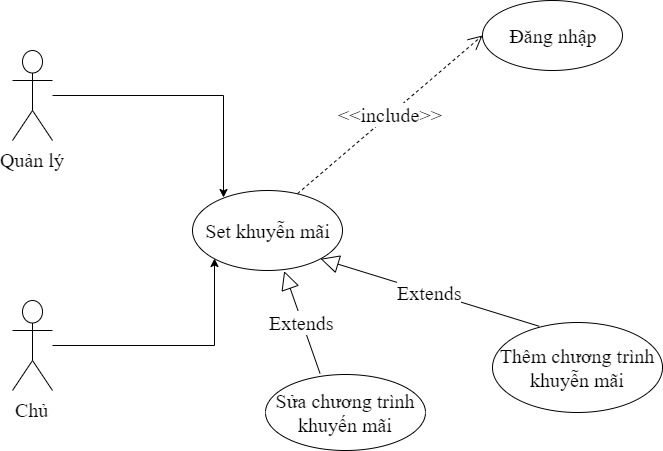 Đăng nhập
<<include>>
Quản lý
Set khuyễn mãi
Extends
Extends
Thêm chương trình
khuyễn mãi
Chủ
Sửa chương trình
khuyến mãi